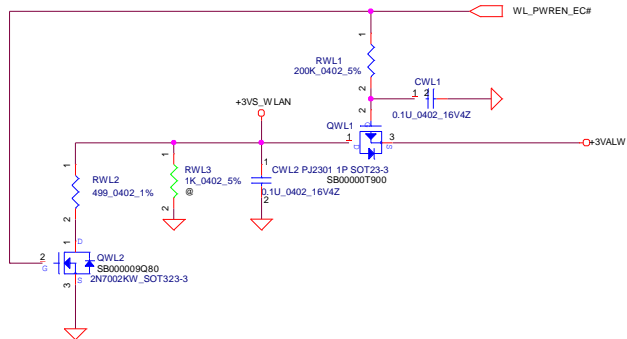 WL_PWREN_EC#
1
RWL1
200K_0402_5%
2
CWL1
1 2
0.1U_0402_16V4Z
+3VS_WLAN
2
G
QWL1
1
3
D
S
+3VALW
PJ2301 1P SOT23-3
SB00000T900
1
RWL2
499_0402_1%
2
1
RWL3
1K_0402_5%
@
2
1
CWL2
0.1U_0402_16V4Z
2
1
D
QWL2
SB000009Q80
2N7002KW_SOT323-3
2
G
S
3